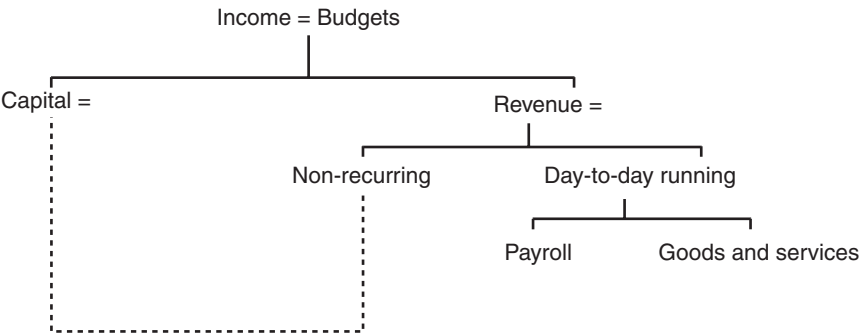 Income = Budgets
Capital =
Revenue =
Non-recurring
Day-to-day running
Payroll
Goods and services